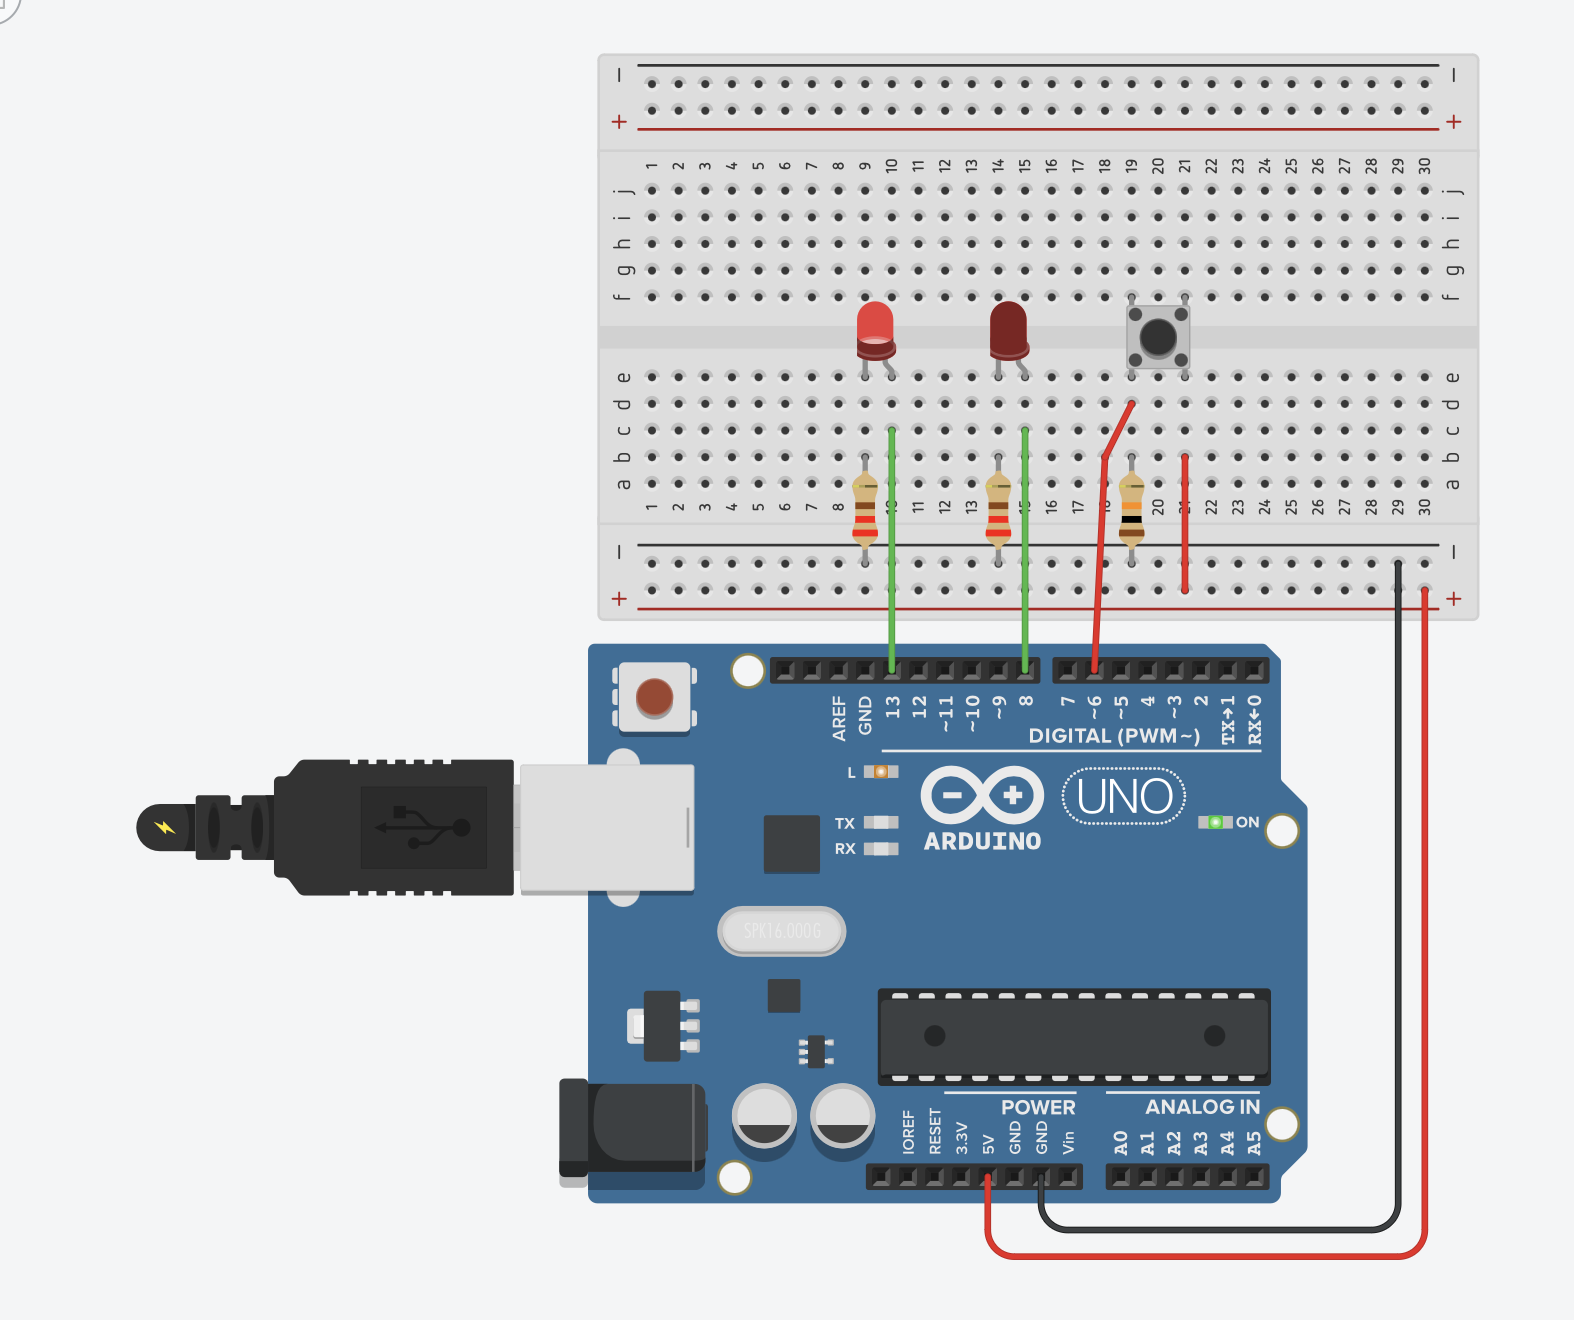 − −
+ +
1 2 3 4 5 6 7 8 9 10 11 12 13 14 15 16 17 18 19 20 21 22 23 24 25 26 27 28 29 30
j j
i i
h h
g g
f f
e e
d d
c c
b b
a a
1 2 3 4 5 6 7 8 10 11 12 13 15 16 17 18 20 21 22 23 24 25 26 27 28 29 30
− −
+ +
AREF GND 13 12 ~11 ~10 ~9 8 7 ~6 ~5 4 ~3 2 TX→1 RX←0
DIGITAL (PWM ~)
L
UNO
TX
ON
RX
ARDUINO
SPK16.000G
POWER
ANALOG IN
IOREF RESET 3.3V 5V GND GND Vin A0 A1 A2 A3 A4 A5